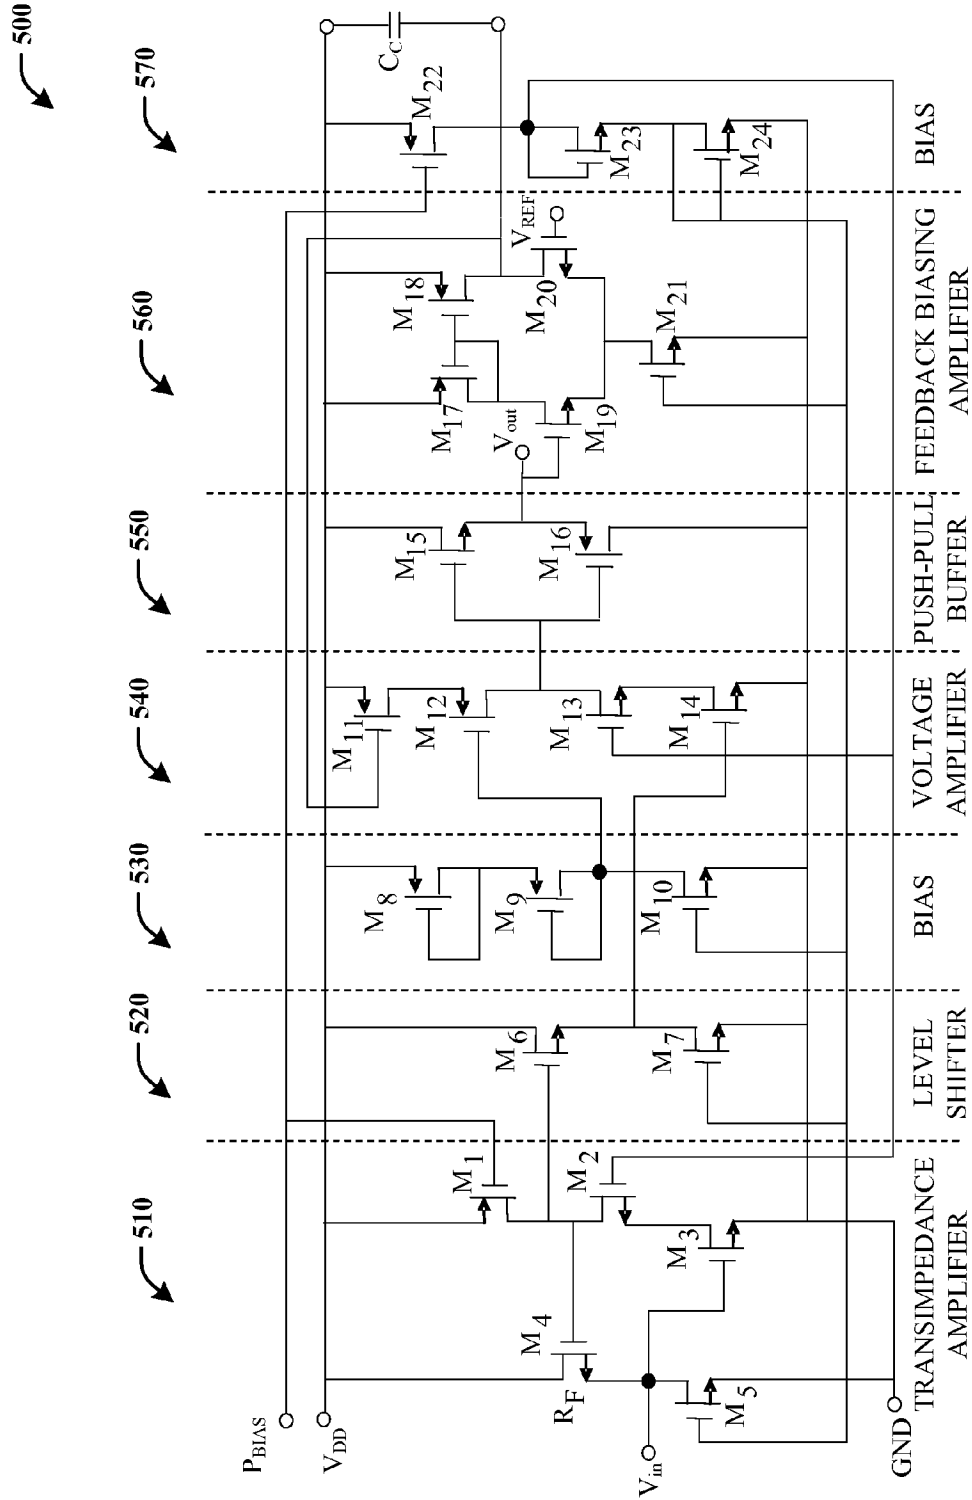 500
510
520
530
540
550
560
570
P_BIAS
V_DD
C_C
M_1
M_2
M_3
M_4
R_F
M_5
V_in
GND
M_6
M_7
M_8
M_9
M_10
M_11
M_12
M_13
M_14
M_15
M_16
V_out
M_17
M_18
M_19
M_20
V_REF
M_21
M_22
M_23
M_24
TRANSIMPEDANCE
AMPLIFIER
LEVEL
SHIFTER
BIAS
VOLTAGE
AMPLIFIER
PUSH-PULL
BUFFER
FEEDBACK BIASING
AMPLIFIER
BIAS